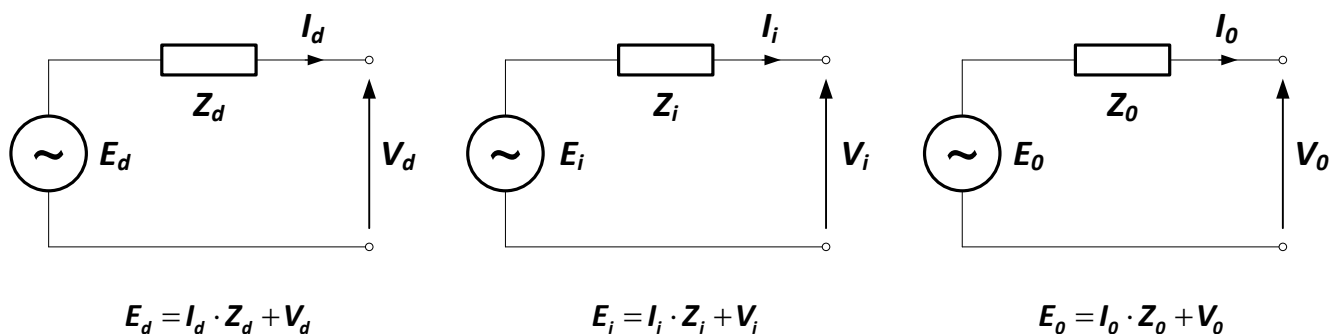 I_d
Z_d
~
E_d
V_d
I_i
Z_i
~
E_i
V_i
I_0
Z_0
~
E_0
V_0
E_d = I_d · Z_d + V_d
E_i = I_i · Z_i + V_i
E_0 = I_0 · Z_0 + V_0